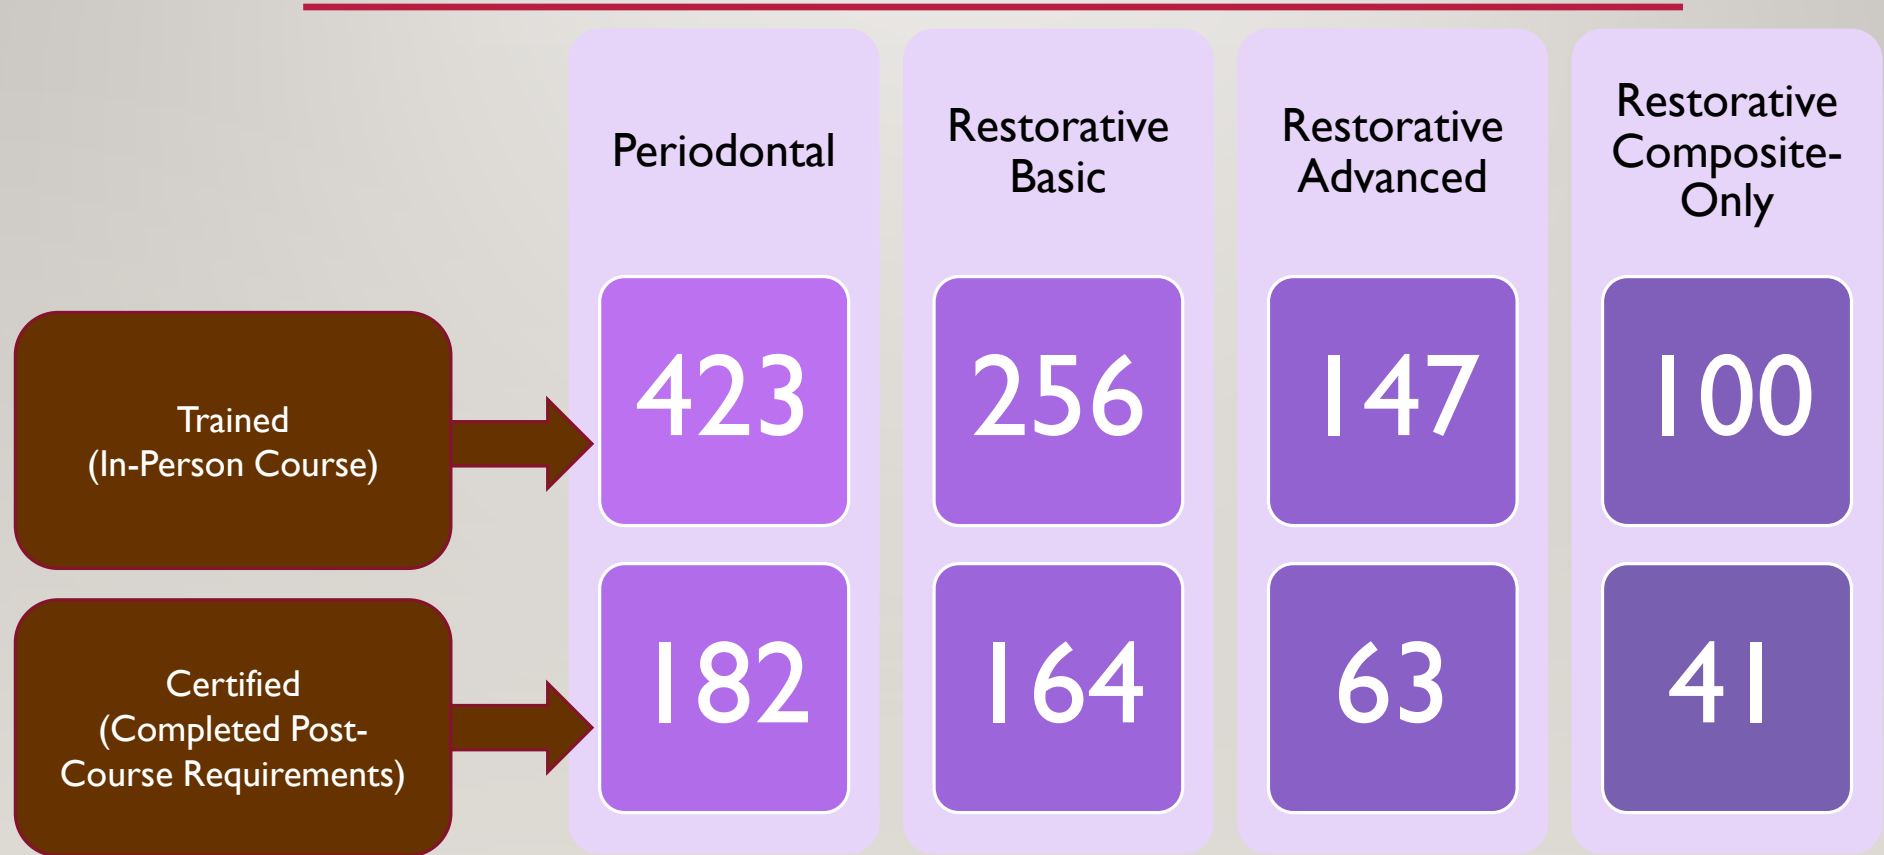 Periodontal
Restorative
Basic
Restorative
Advanced
Restorative
Composite-
Only
Trained
(In-Person Course)
423
256
147
100
Certified
(Completed Post-
Course Requirements)
182
164
63
41